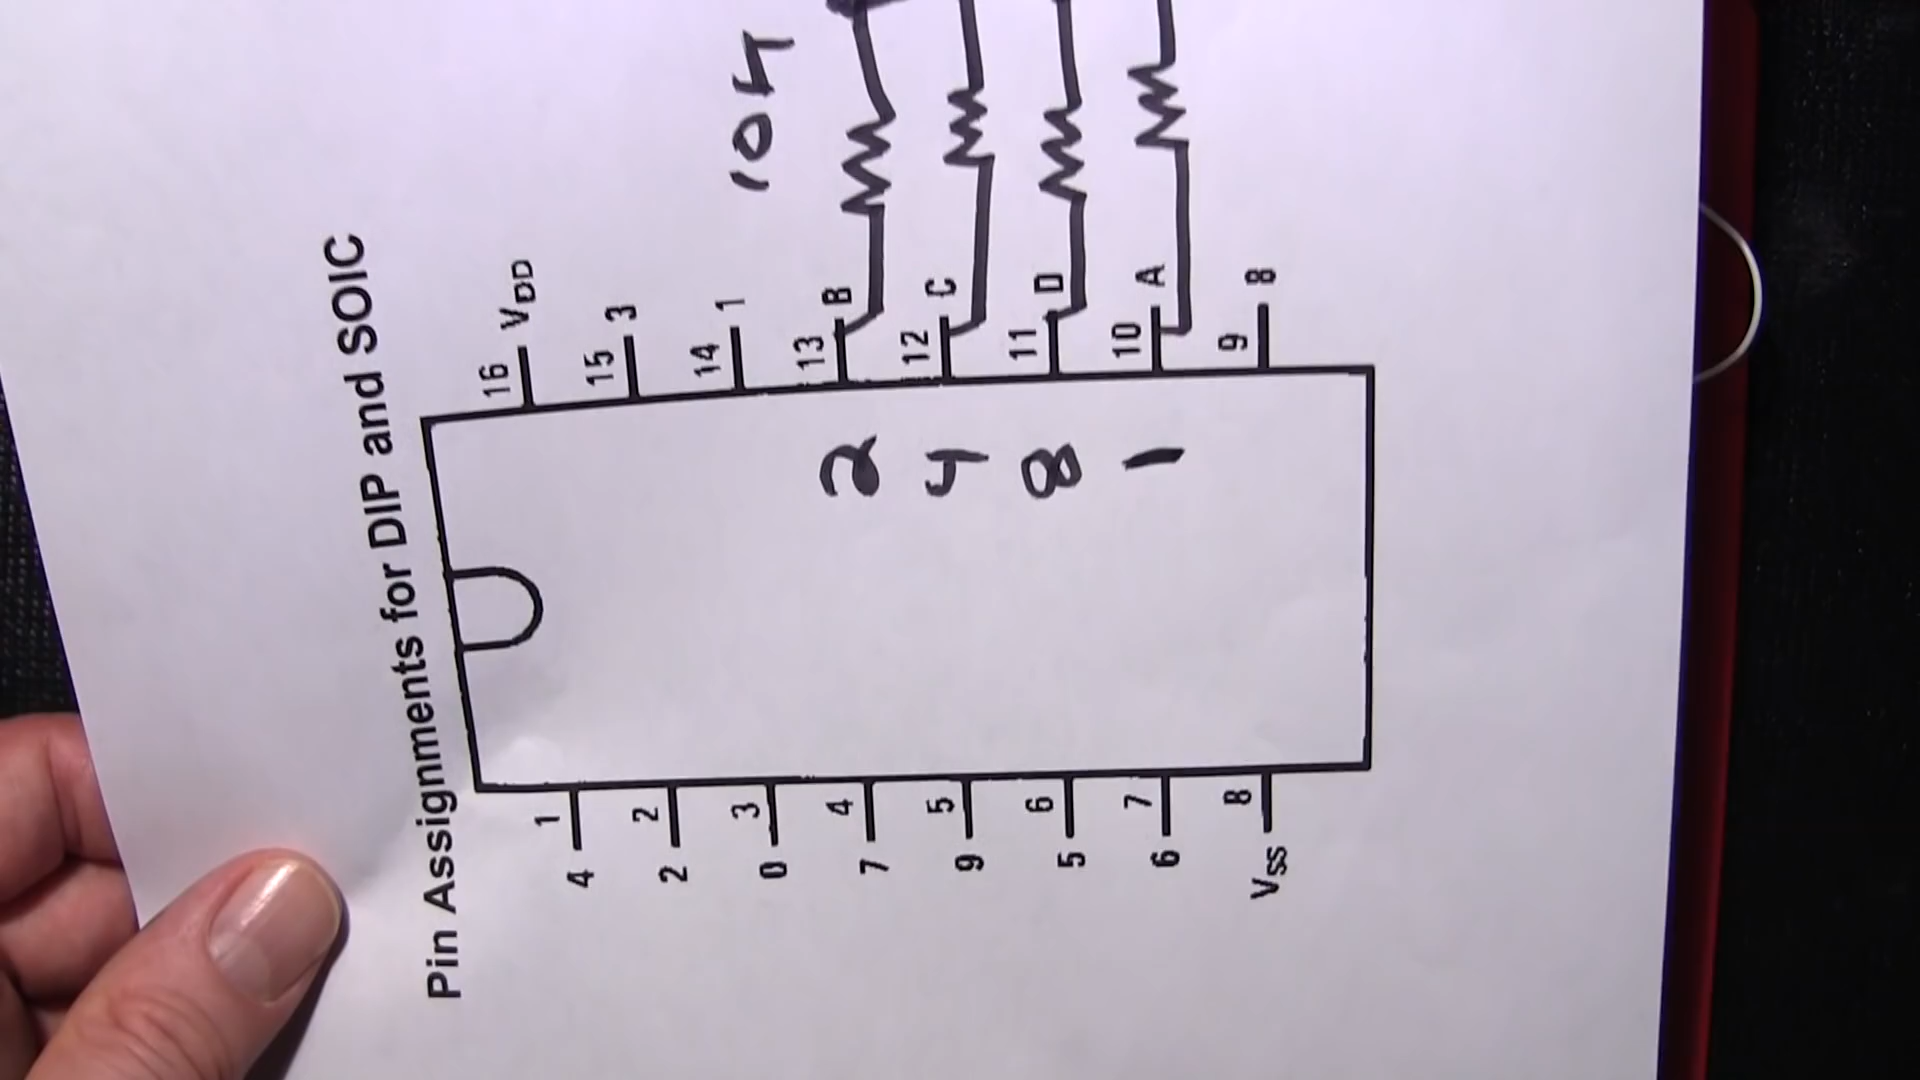 Pin Assignments for DIP and SOIC
4 1 16 VDD
2 2 15 3
0 3 14 1
10K
7 4 2 13 B
9 5 4 12 C
5 6 8 11 D
6 7 1 10 A
VSS 8 9 8